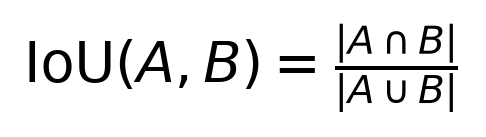 IoU(A, B) = |A ∩ B| / |A ∪ B|